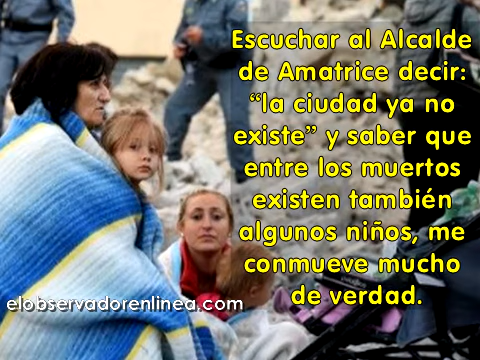 Escuchar al Alcalde
de Amatrice decir:
“la ciudad ya no
existe” y saber que
entre los muertos
existen también
algunos niños, me
conmueve mucho
de verdad.
elobservadorenlinea.com